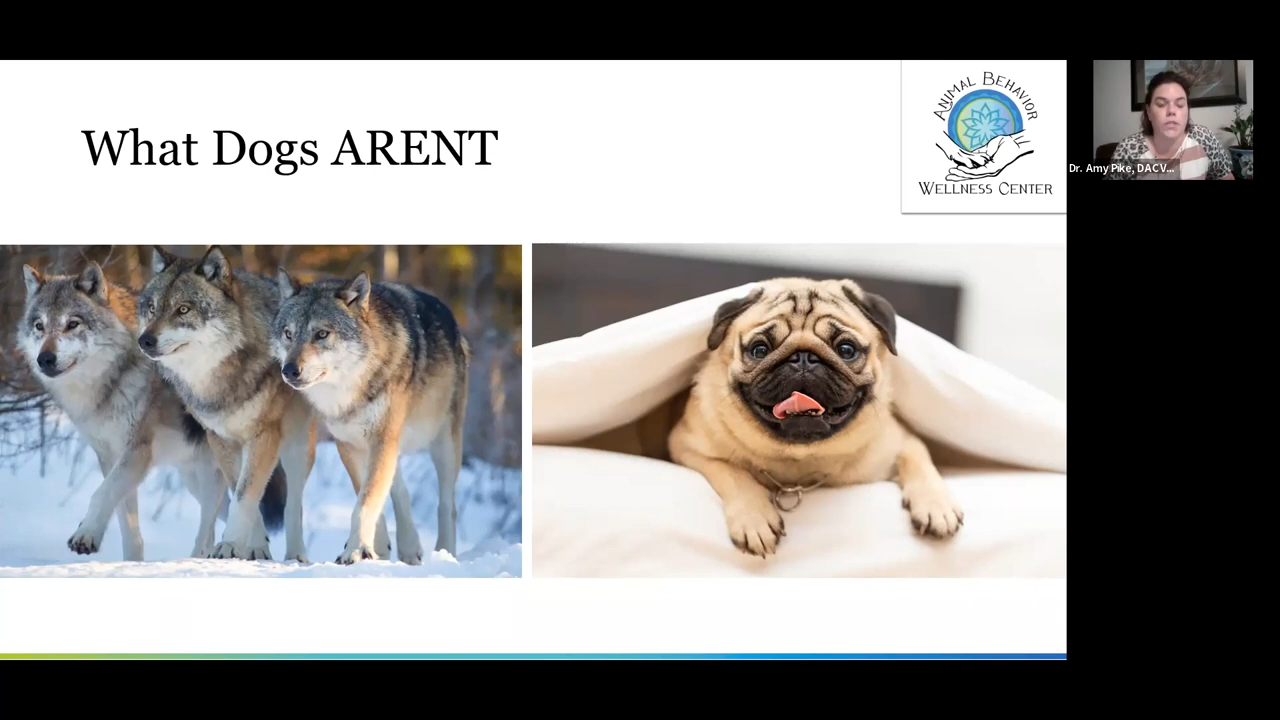 What Dogs ARENT
ANIMAL BEHAVIOR
WELLNESS CENTER
Dr. Amy Pike, DACV...